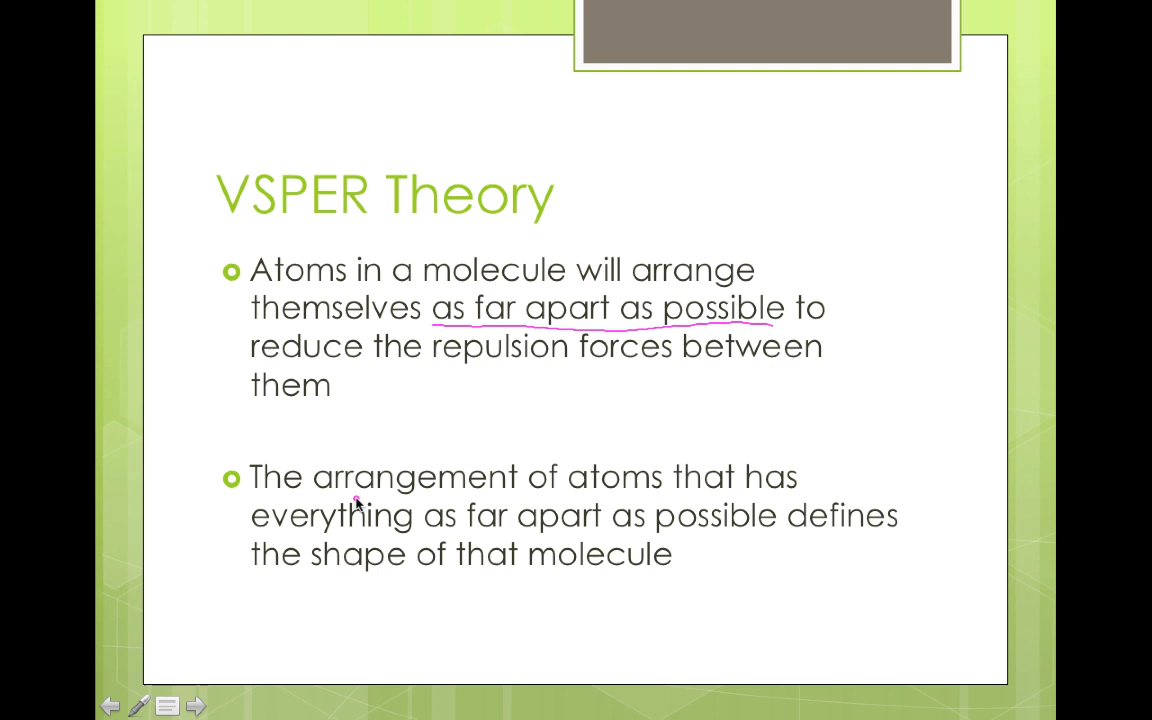 VSPER Theory
Atoms in a molecule will arrange
themselves as far apart as possible to
reduce the repulsion forces between
them
The arrangement of atoms that has
everything as far apart as possible defines
the shape of that molecule